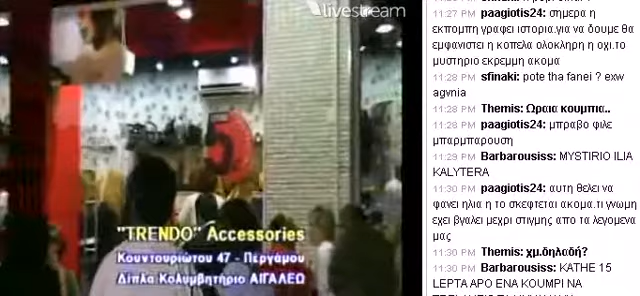 livestream
5
"TRENDO" Accessories
Κουντουριώτου 47 - Περγάμου
Δίπλα Κολυμβητήριο ΑΙΓΑΛΕΩ
11:27 PM paagiotis24: σημερα η
εκπομπη γραφει ιστορια.για να δουμε θα
εμφανιστει η κοπελα ολοκληρη η οχι.το
μυστηριο εκρεμμη ακομα
11:28 PM sfinaki: pote tha fanei ? exw
agvnia
11:28 PM Themis: Ωραια κουμπια..
11:28 PM paagiotis24: μπραβο φιλε
μπαρμπαρουση
11:29 PM Barbarousiss: MYSTIRIO ILIA
KALYTERA
11:30 PM paagiotis24: αυτη θελει να
φανει ηλια η το σκεφτεται ακομα.τι γνωμη
εχει βγαλει μεχρι στιγμης απο τα λεγομενα
μας
11:30 PM Themis: χμ.δηλαδή?
11:30 PM Barbarousiss: KATHE 15
LEPTA APO ENA KOUMPI NA